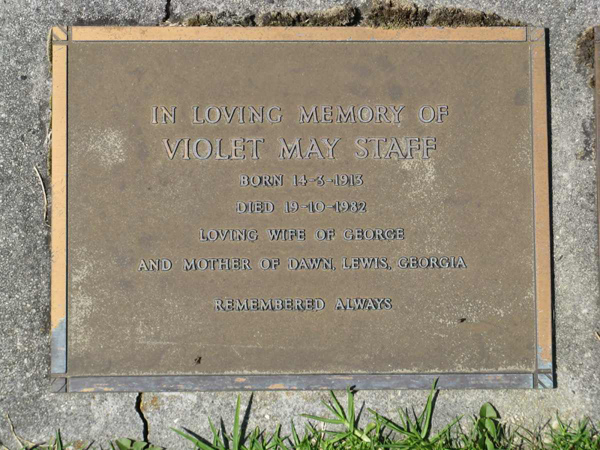 IN LOVING MEMORY OF
VIOLET MAY STAFF
BORN 14-3-1913
DIED 19-10-1982
LOVING WIFE OF GEORGE
AND MOTHER OF DAWN, LEWIS, GEORGIA
REMEMBERED ALWAYS